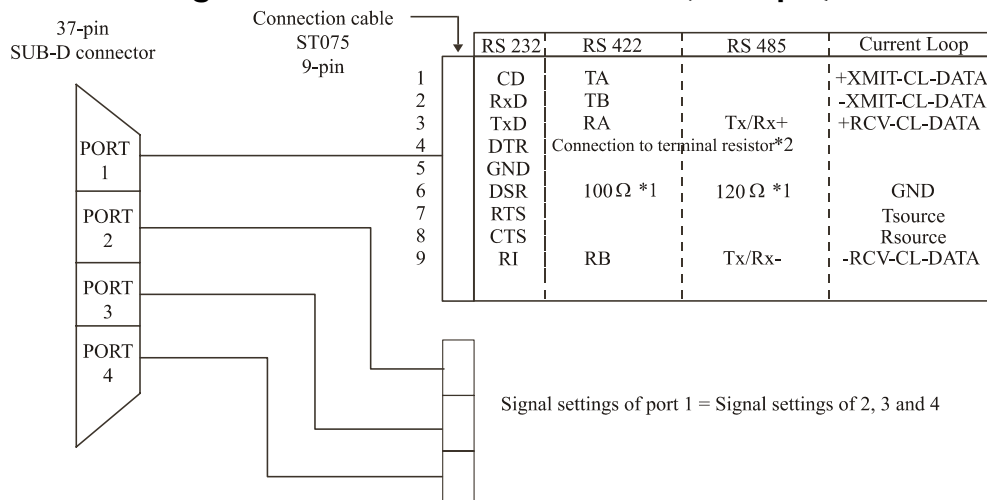 37-pin
SUB-D connector
Connection cable
ST075
9-pin
RS 232 RS 422 RS 485 Current Loop
1 CD TA +XMIT-CL-DATA
2 RxD TB -XMIT-CL-DATA
3 TxD RA Tx/Rx+ +RCV-CL-DATA
4 DTR Connection to terminal resistor*2
5 GND
6 DSR 100Ω *1 120Ω *1 GND
7 RTS Tsource
8 CTS Rsource
9 RI RB Tx/Rx- -RCV-CL-DATA
PORT
1
PORT
2
PORT
3
PORT
4
Signal settings of port 1 = Signal settings of 2, 3 and 4